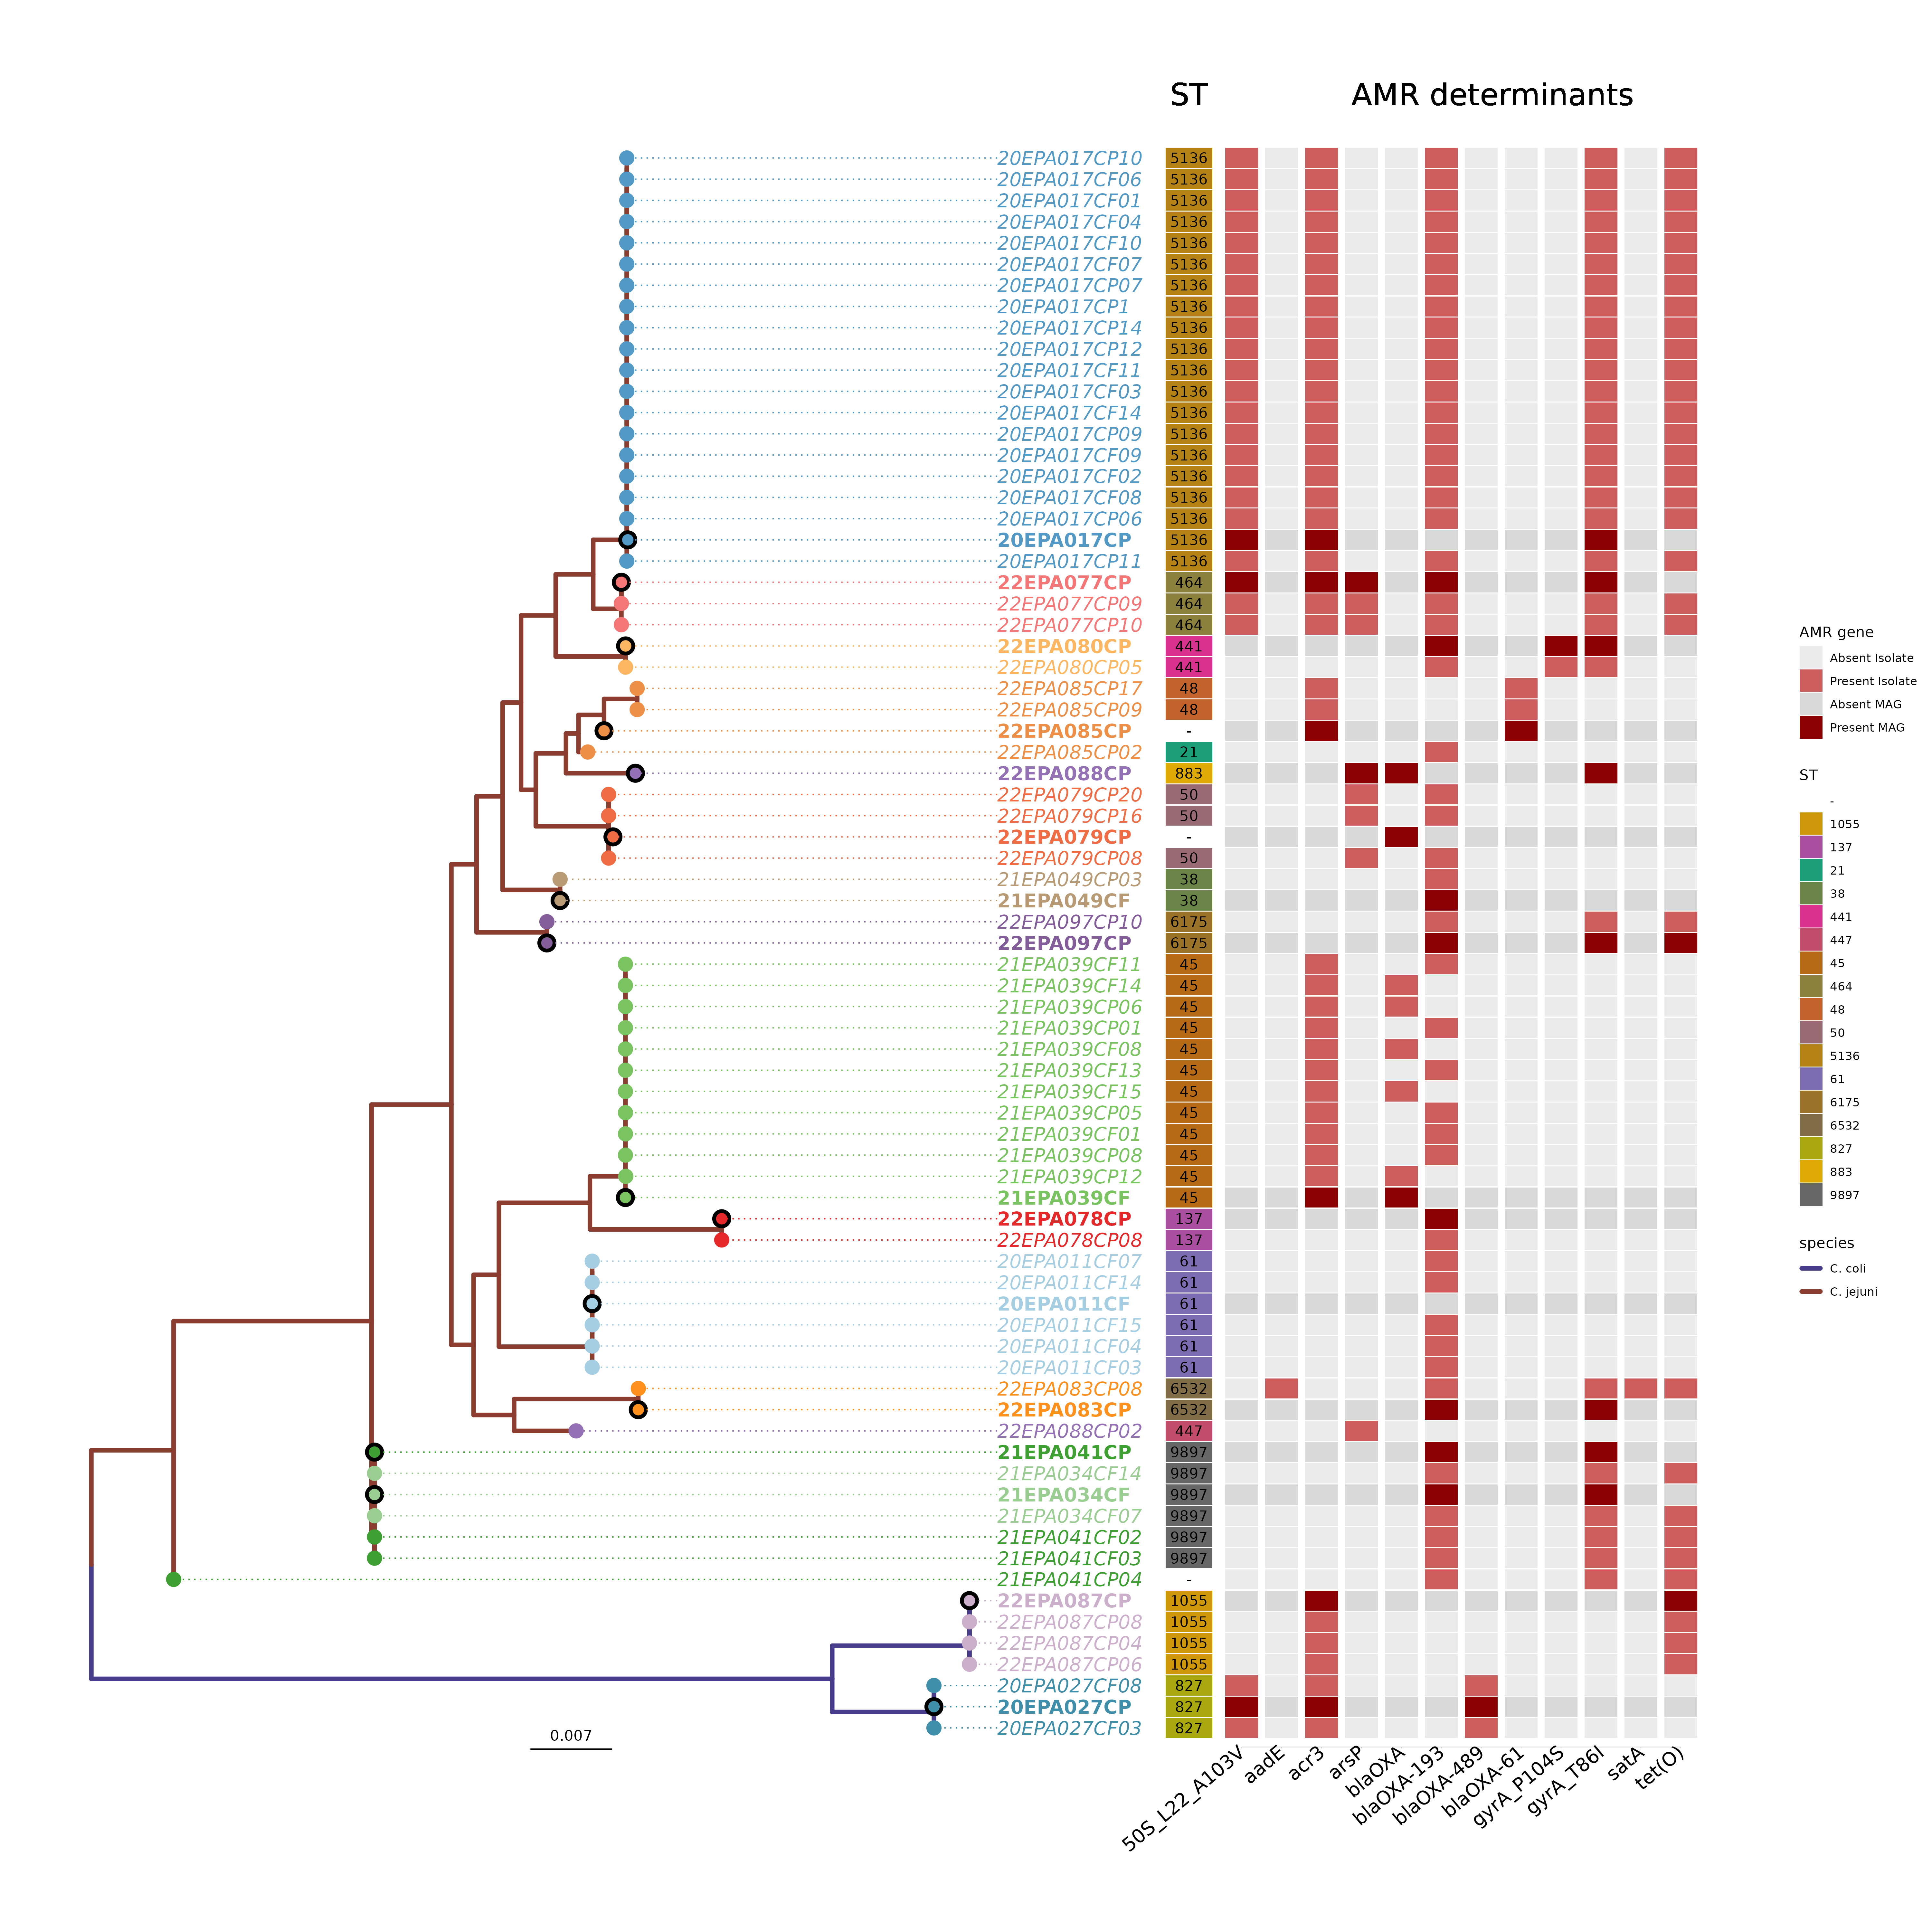 ST AMR determinants
20EPA017CP10 5136
20EPA017CF06 5136
20EPA017CF01 5136
20EPA017CF04 5136
20EPA017CF10 5136
20EPA017CF07 5136
20EPA017CP07 5136
20EPA017CP1 5136
20EPA017CP14 5136
20EPA017CP12 5136
20EPA017CF11 5136
20EPA017CF03 5136
20EPA017CF14 5136
20EPA017CP09 5136
20EPA017CF09 5136
20EPA017CF02 5136
20EPA017CF08 5136
20EPA017CP06 5136
20EPA017CP 5136
20EPA017CP11 5136
22EPA077CP 464
22EPA077CP09 464
22EPA077CP10 464
22EPA080CP 441
22EPA080CP05 441
22EPA085CP17 48
22EPA085CP09 48
22EPA085CP -
22EPA085CP02 21
22EPA088CP 883
22EPA079CP20 50
22EPA079CP16 50
22EPA079CP -
22EPA079CP08 50
21EPA049CP03 38
21EPA049CF 38
22EPA097CP10 6175
22EPA097CP 6175
21EPA039CF11 45
21EPA039CF14 45
21EPA039CP06 45
21EPA039CP01 45
21EPA039CF08 45
21EPA039CF13 45
21EPA039CF15 45
21EPA039CP05 45
21EPA039CF01 45
21EPA039CP08 45
21EPA039CP12 45
21EPA039CF 45
22EPA078CP 137
22EPA078CP08 137
20EPA011CF07 61
20EPA011CF14 61
20EPA011CF 61
20EPA011CF15 61
20EPA011CF04 61
20EPA011CF03 61
22EPA083CP08 6532
22EPA083CP 6532
22EPA088CP02 447
21EPA041CP 9897
21EPA034CF14 9897
21EPA034CF 9897
21EPA034CF07 9897
21EPA041CF02 9897
21EPA041CF03 9897
21EPA041CP04 -
22EPA087CP 1055
22EPA087CP08 1055
22EPA087CP04 1055
22EPA087CP06 1055
20EPA027CF08 827
20EPA027CP 827
20EPA027CF03 827
0.007
50S_L22_A103V
aadE
acr3
arsP
blaOXA
blaOXA-193
blaOXA-489
blaOXA-61
gyrA_P104S
gyrA_T86I
satA
tet(O)
AMR gene
Absent Isolate
Present Isolate
Absent MAG
Present MAG
ST
-
1055
137
21
38
441
447
45
464
48
50
5136
61
6175
6532
827
883
9897
species
C. coli
C. jejuni